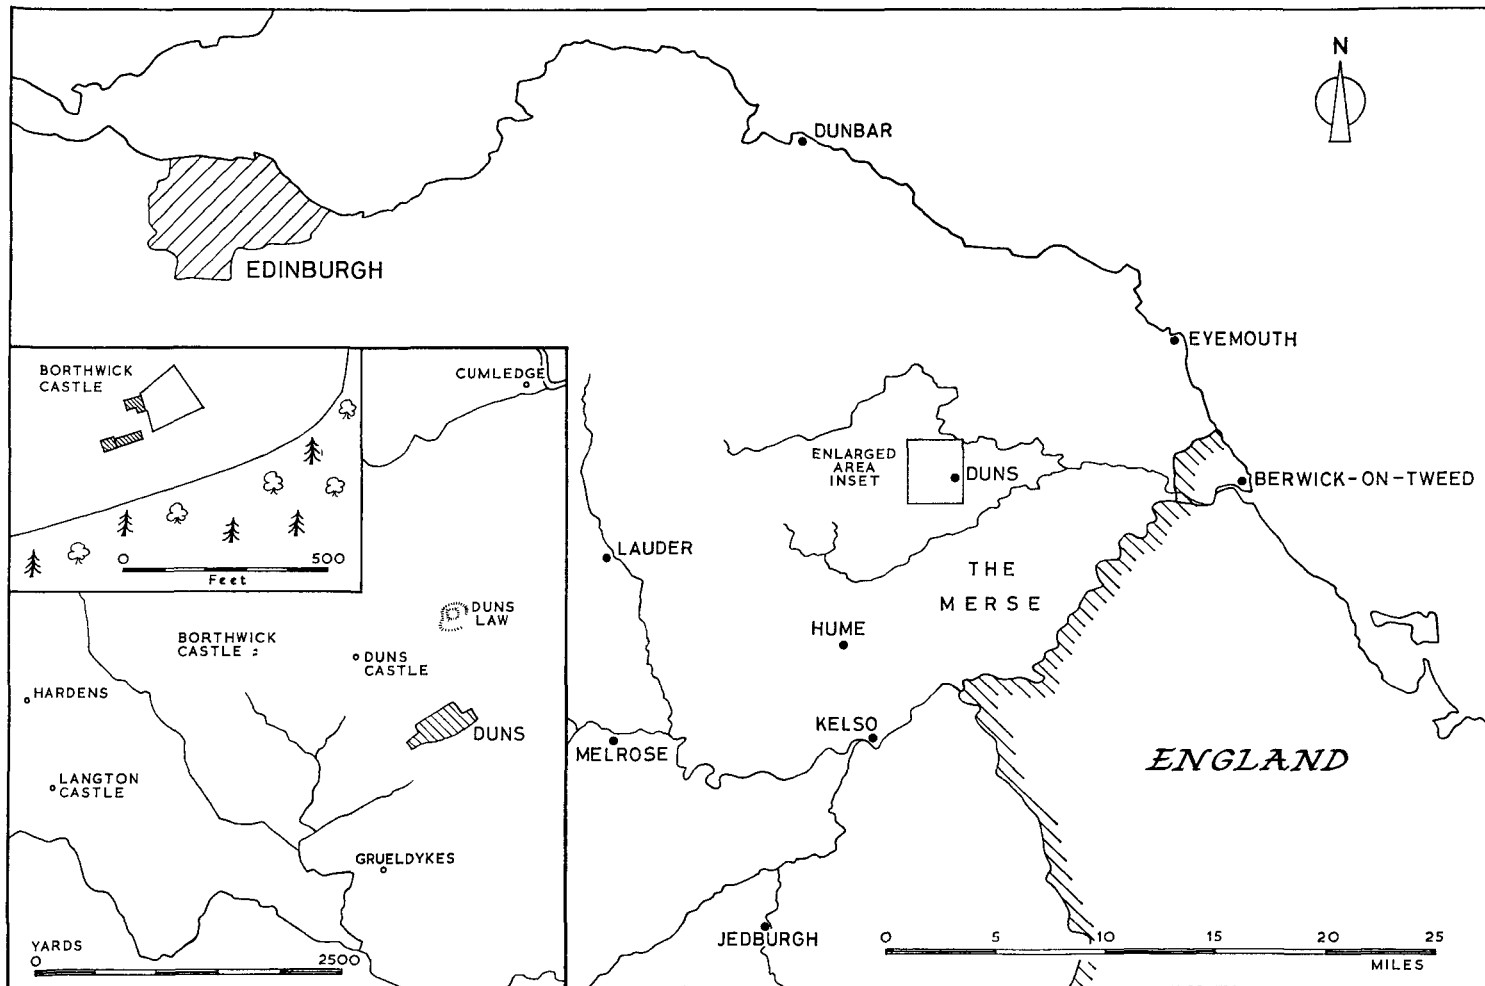 N
DUNBAR
EDINBURGH
EYEMOUTH
BORTHWICK
CASTLE
CUMLEDGE
ENLARGED
AREA
INSET
DUNS
BERWICK-ON-TWEED
0 500
Feet
LAUDER
THE
MERSE
DUNS
LAW
BORTHWICK
CASTLE
HUME
DUNS
CASTLE
HARDENS
KELSO
DUNS
MELROSE
ENGLAND
LANGTON
CASTLE
GRUELDYKES
JEDBURGH
YARDS
0 2500
0 5 10 15 20 25
MILES